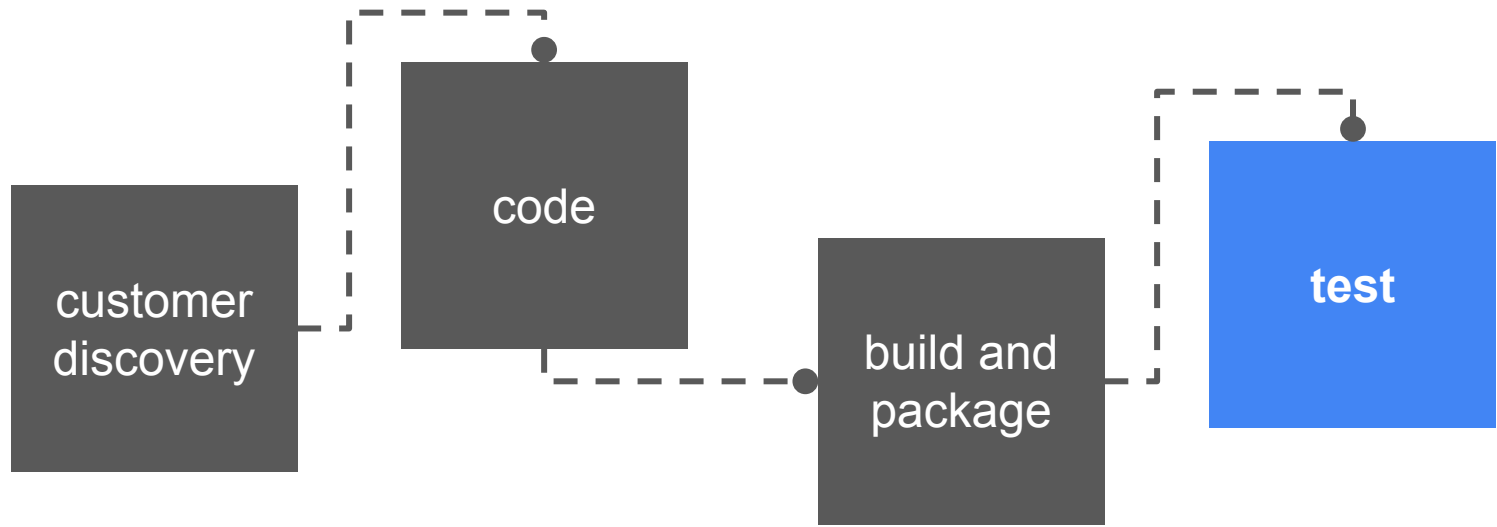 customer
discovery
code
build and
package
test